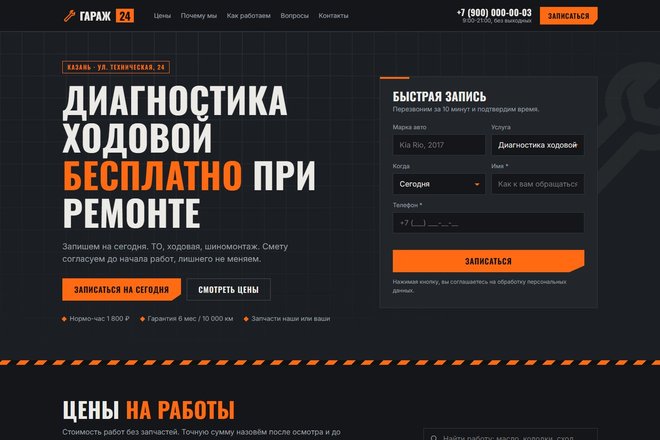 ГАРАЖ 24
Цены Почему мы Как работаем Вопросы Контакты
+7 (900) 000-00-03
9:00–21:00, без выходных
ЗАПИСАТЬСЯ
КАЗАНЬ · УЛ. ТЕХНИЧЕСКАЯ, 24
ДИАГНОСТИКА
ХОДОВОЙ
БЕСПЛАТНО ПРИ
РЕМОНТЕ
Запишем на сегодня. ТО, ходовая, шиномонтаж. Смету
согласуем до начала работ, лишнего не меняем.
ЗАПИСАТЬСЯ НА СЕГОДНЯ
СМОТРЕТЬ ЦЕНЫ
Нормо-час 1 800 ₽
Гарантия 6 мес / 10 000 км
Запчасти наши или ваши
БЫСТРАЯ ЗАПИСЬ
Перезвоним за 10 минут и подтвердим время.
Марка авто
Услуга
Kia Rio, 2017
Диагностика ходовой
Когда
Имя *
Сегодня
Как к вам обращаться
Телефон *
+7 (___) ___-__-__
ЗАПИСАТЬСЯ
Нажимая кнопку, вы соглашаетесь на обработку персональных
данных.
ЦЕНЫ НА РАБОТЫ
Стоимость работ без запчастей. Точную сумму назовём после осмотра и до
Найти работу: масло, колодки, сход